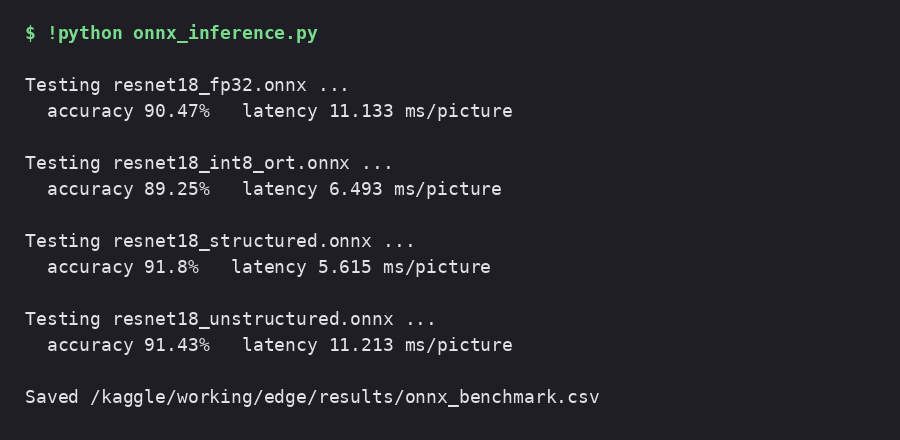 $ !python onnx_inference.py
Testing resnet18_fp32.onnx ...
accuracy 90.47% latency 11.133 ms/picture
Testing resnet18_int8_ort.onnx ...
accuracy 89.25% latency 6.493 ms/picture
Testing resnet18_structured.onnx ...
accuracy 91.8% latency 5.615 ms/picture
Testing resnet18_unstructured.onnx ...
accuracy 91.43% latency 11.213 ms/picture
Saved /kaggle/working/edge/results/onnx_benchmark.csv